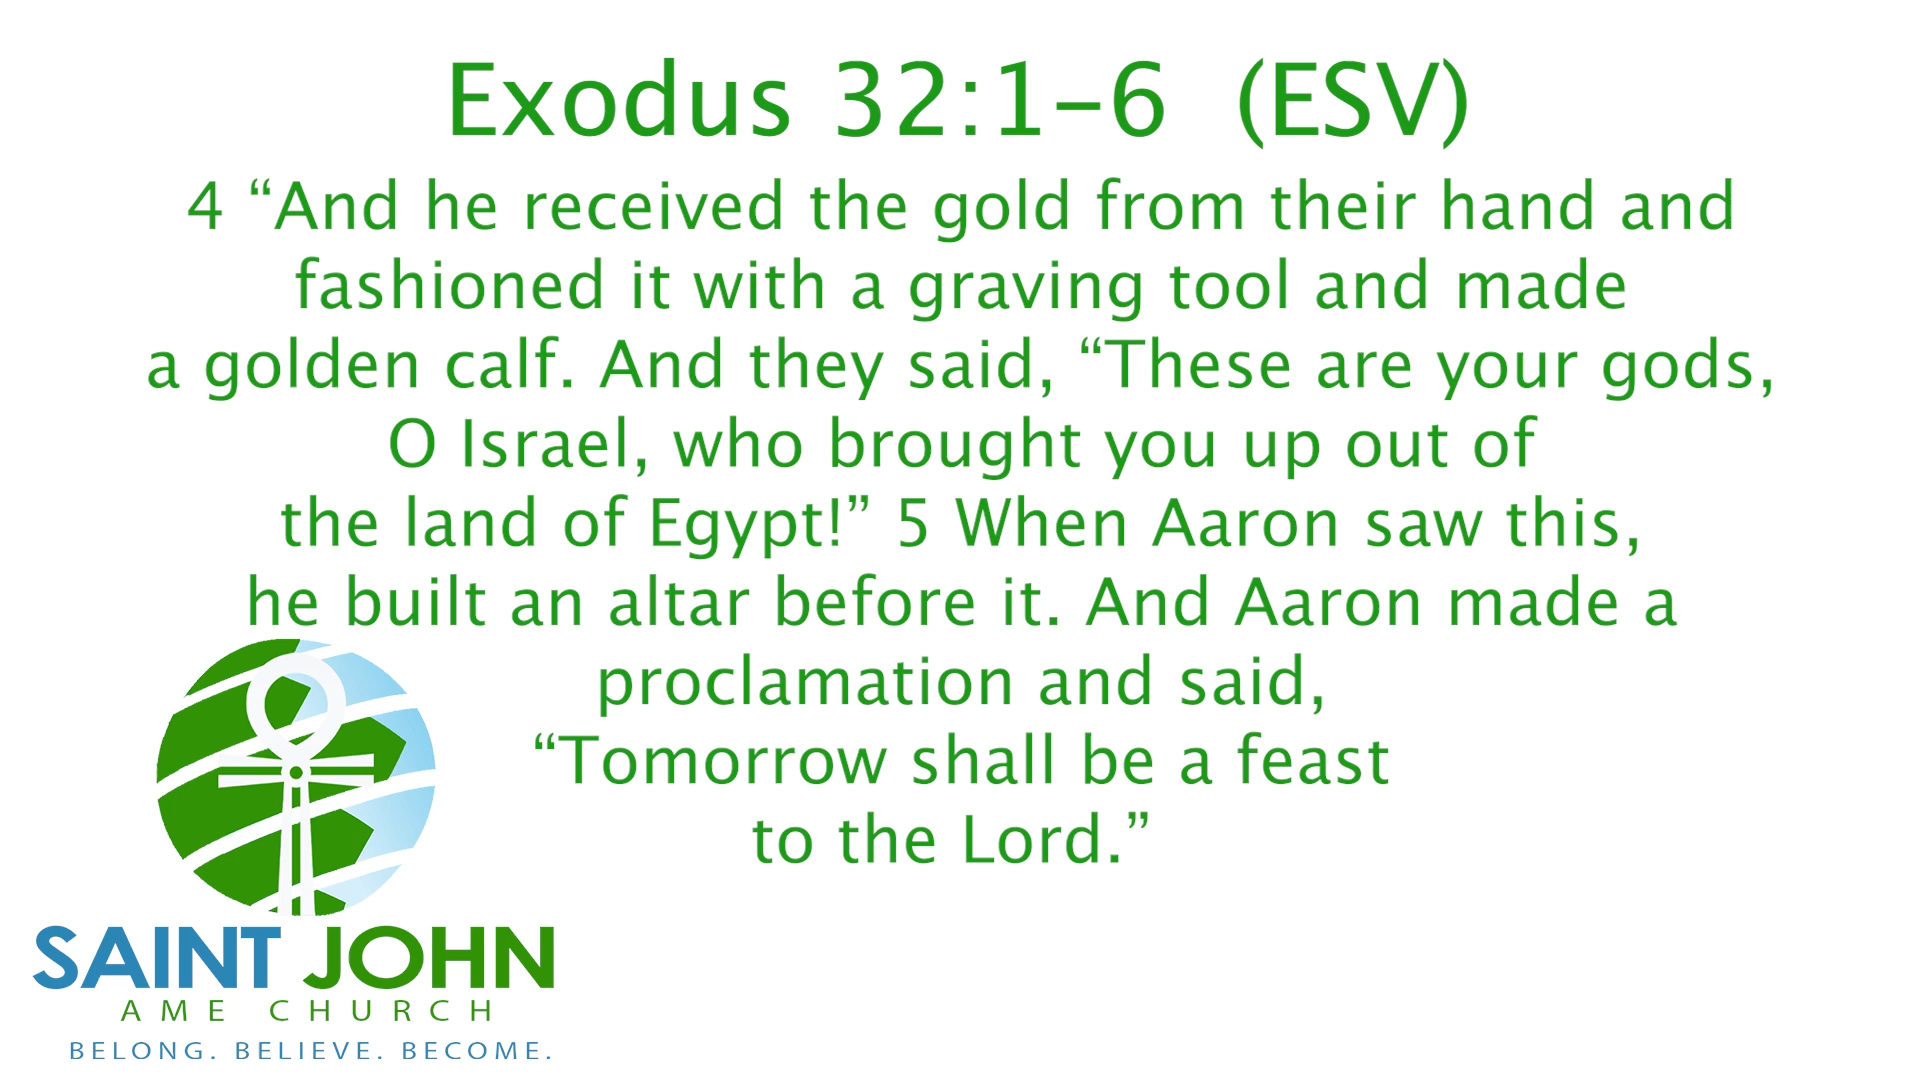 Exodus 32:1–6 (ESV)
4 “And he received the gold from their hand and
fashioned it with a graving tool and made
a golden calf. And they said, “These are your gods,
O Israel, who brought you up out of
the land of Egypt!” 5 When Aaron saw this,
he built an altar before it. And Aaron made a
proclamation and said,
“Tomorrow shall be a feast
to the Lord.”
SAINT JOHN
AME CHURCH
BELONG. BELIEVE. BECOME.